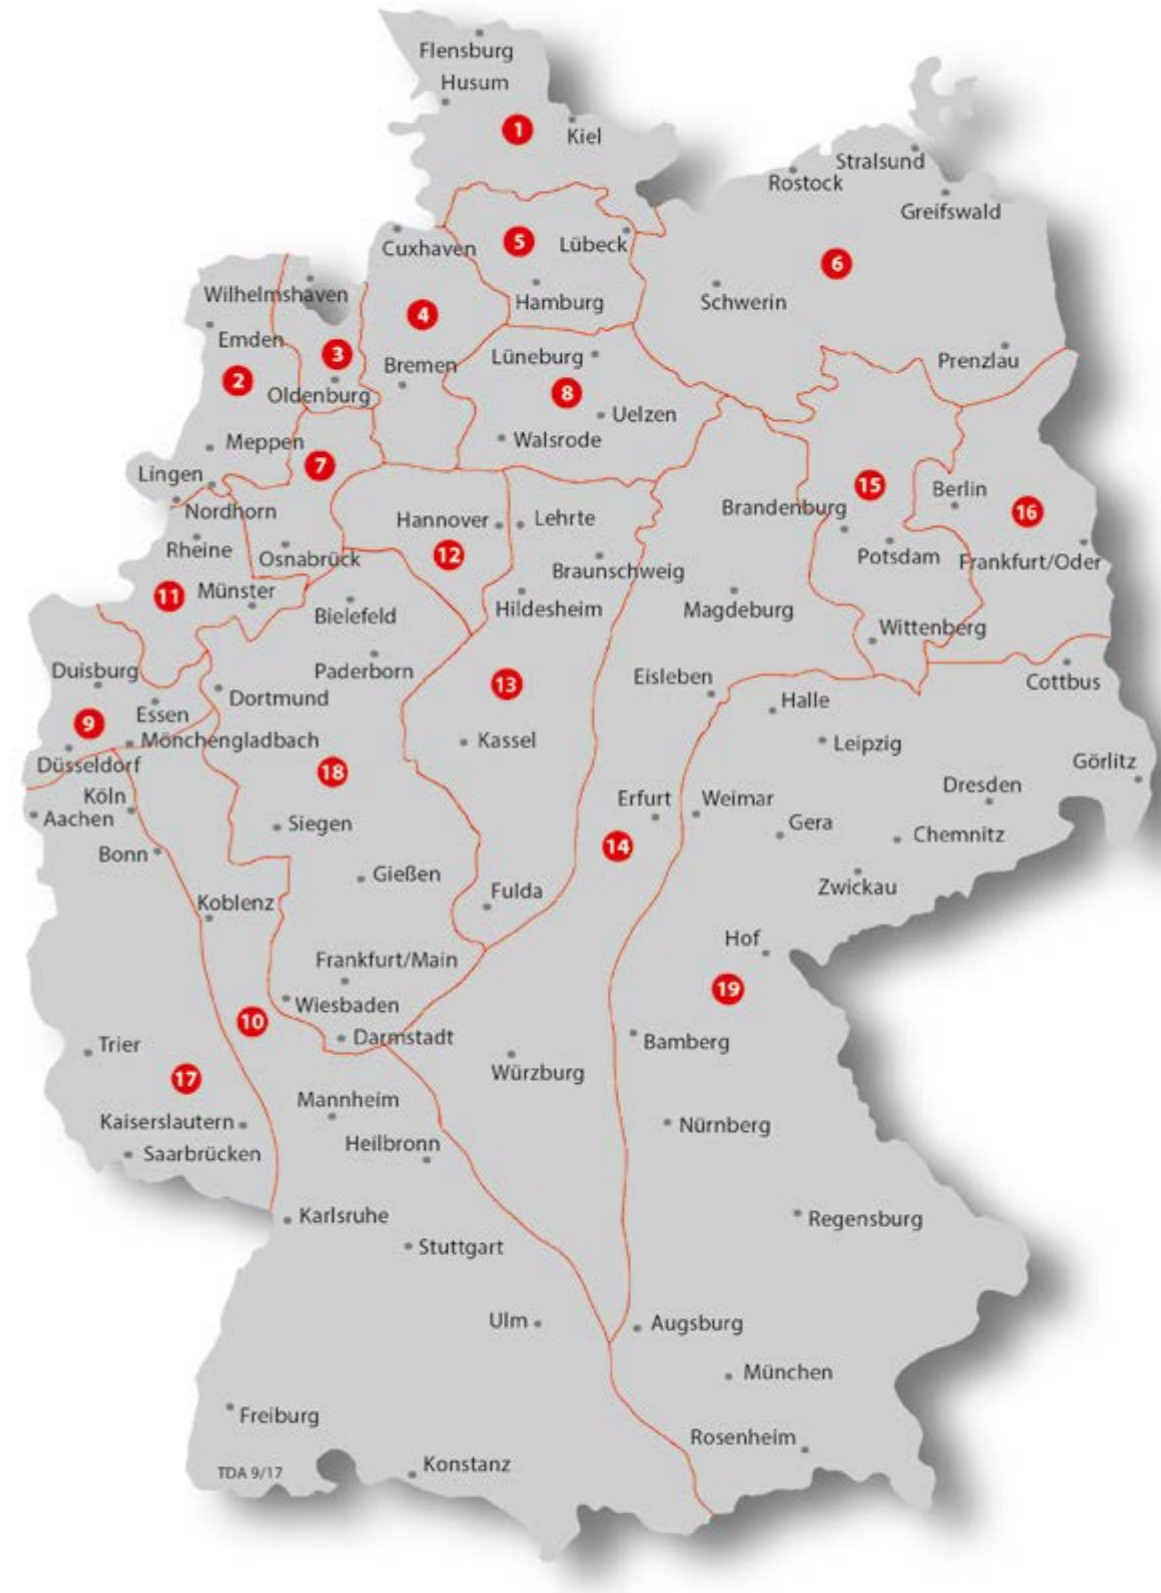 Flensburg
Husum
1
Kiel
Stralsund
Rostock
Greifswald
Cuxhaven
5
Lübeck
6
Wilhelmshaven
Hamburg
Schwerin
4
Emden
3
Lüneburg
Prenzlau
Bremen
2
Oldenburg
8
Uelzen
Meppen
Walsrode
7
Lingen
15
Berlin
Nordhorn
Hannover
Lehrte
Brandenburg
16
Rheine
Osnabrück
12
Potsdam
Frankfurt/Oder
Braunschweig
11
Münster
Bielefeld
Hildesheim
Magdeburg
Wittenberg
Duisburg
Paderborn
13
Eisleben
Cottbus
Dortmund
Halle
Essen
9
Mönchengladbach
Kassel
Leipzig
Düsseldorf
18
Görlitz
Köln
Erfurt
Weimar
Dresden
Aachen
Siegen
Gera
Chemnitz
14
Bonn
Gießen
Zwickau
Koblenz
Fulda
Hof
Frankfurt/Main
19
Wiesbaden
10
Trier
Darmstadt
Bamberg
17
Würzburg
Mannheim
Kaiserslautern
Nürnberg
Heilbronn
Saarbrücken
Karlsruhe
Regensburg
Stuttgart
Ulm
Augsburg
München
Freiburg
Rosenheim
TDA 9/17
Konstanz